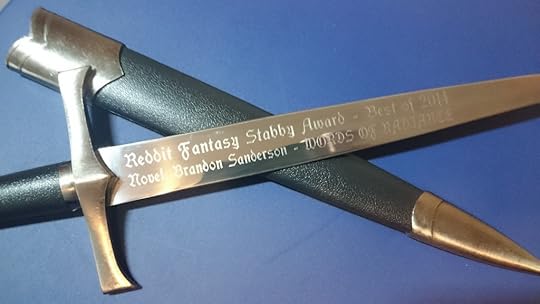 Reddit Fantasy Stabby Award - Best of 2014
Novel, Brandon Sanderson - WORDS OF RADIANCE